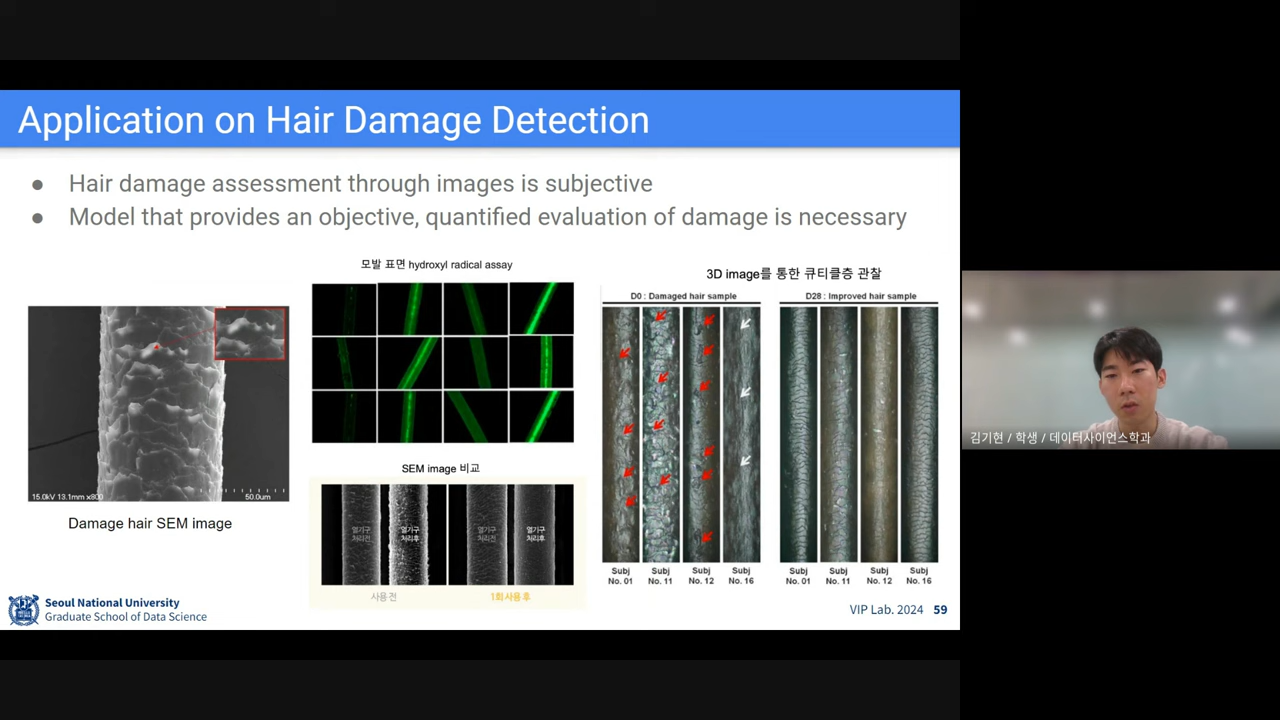 Application on Hair Damage Detection
● Hair damage assessment through images is subjective
● Model that provides an objective, quantified evaluation of damage is necessary
15.0kV 13.1mm x800 50.0um
Damage hair SEM image
모발 표면 hydroxyl radical assay
SEM image 비교
열기구 처리전
열기구 처리후
열기구 처리전
열기구 처리후
사용 전
1회 사용 후
3D image를 통한 큐티클층 관찰
D0 : Damaged hair sample
D28 : Improved hair sample
Subj No. 01
Subj No. 11
Subj No. 12
Subj No. 16
Subj No. 01
Subj No. 11
Subj No. 12
Subj No. 16
Seoul National University
Graduate School of Data Science
VIP Lab. 2024 59
김기현 / 학생 / 데이터사이언스학과